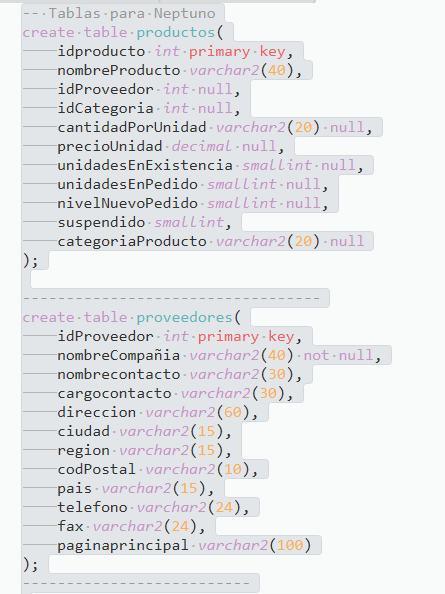 -- Tablas para Neptuno
create table productos(
idproducto int primary key,
nombreProducto varchar2(40),
idProveedor int null,
idCategoria int null,
cantidadPorUnidad varchar2(20) null,
precioUnidad decimal null,
unidadesEnExistencia smallint null,
unidadesEnPedido smallint null,
nivelNuevoPedido smallint null,
suspendido smallint,
categoriaProducto varchar2(20) null
);
----------------------------------
create table proveedores(
idProveedor int primary key,
nombreCompañia varchar2(40) not null,
nombrecontacto varchar2(30),
cargocontacto varchar2(30),
direccion varchar2(60),
ciudad varchar2(15),
region varchar2(15),
codPostal varchar2(10),
pais varchar2(15),
telefono varchar2(24),
fax varchar2(24),
paginaprincipal varchar2(100)
);
--------------------------